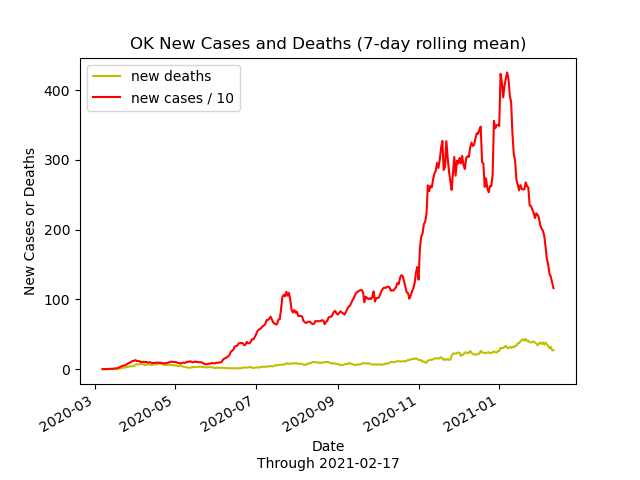 OK New Cases and Deaths (7-day rolling mean)
new deaths
new cases / 10
400
300
200
100
0
New Cases or Deaths
2020-03
2020-05
2020-07
2020-09
2020-11
2021-01
Date
Through 2021-02-17